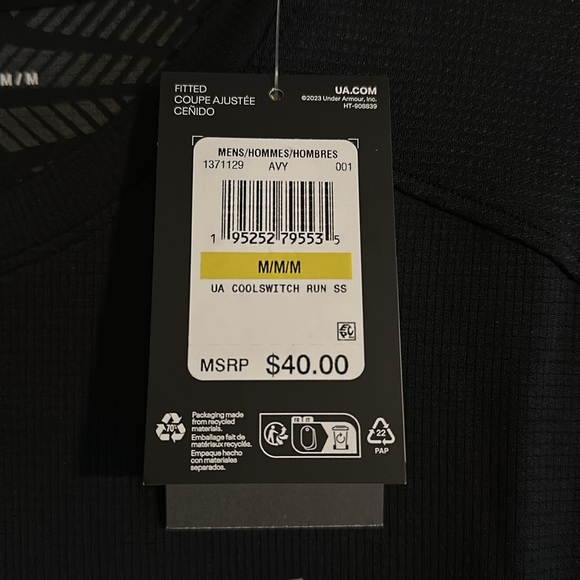 M/M
FITTED
COUPE AJUSTÉE
CEÑIDO
UA.COM
©2023 Under Armour, Inc.
HT-908839
MENS/HOMMES/HOMBRES
1371129 AVY 001
1 95252 79553 5
M/M/M
UA COOLSWITCH RUN SS
MSRP $40.00
70%
Packaging made
from recycled
materials.
Emballage fait de
matériaux recyclés.
Empaque hecho
con materiales
separados.
FR
22
PAP